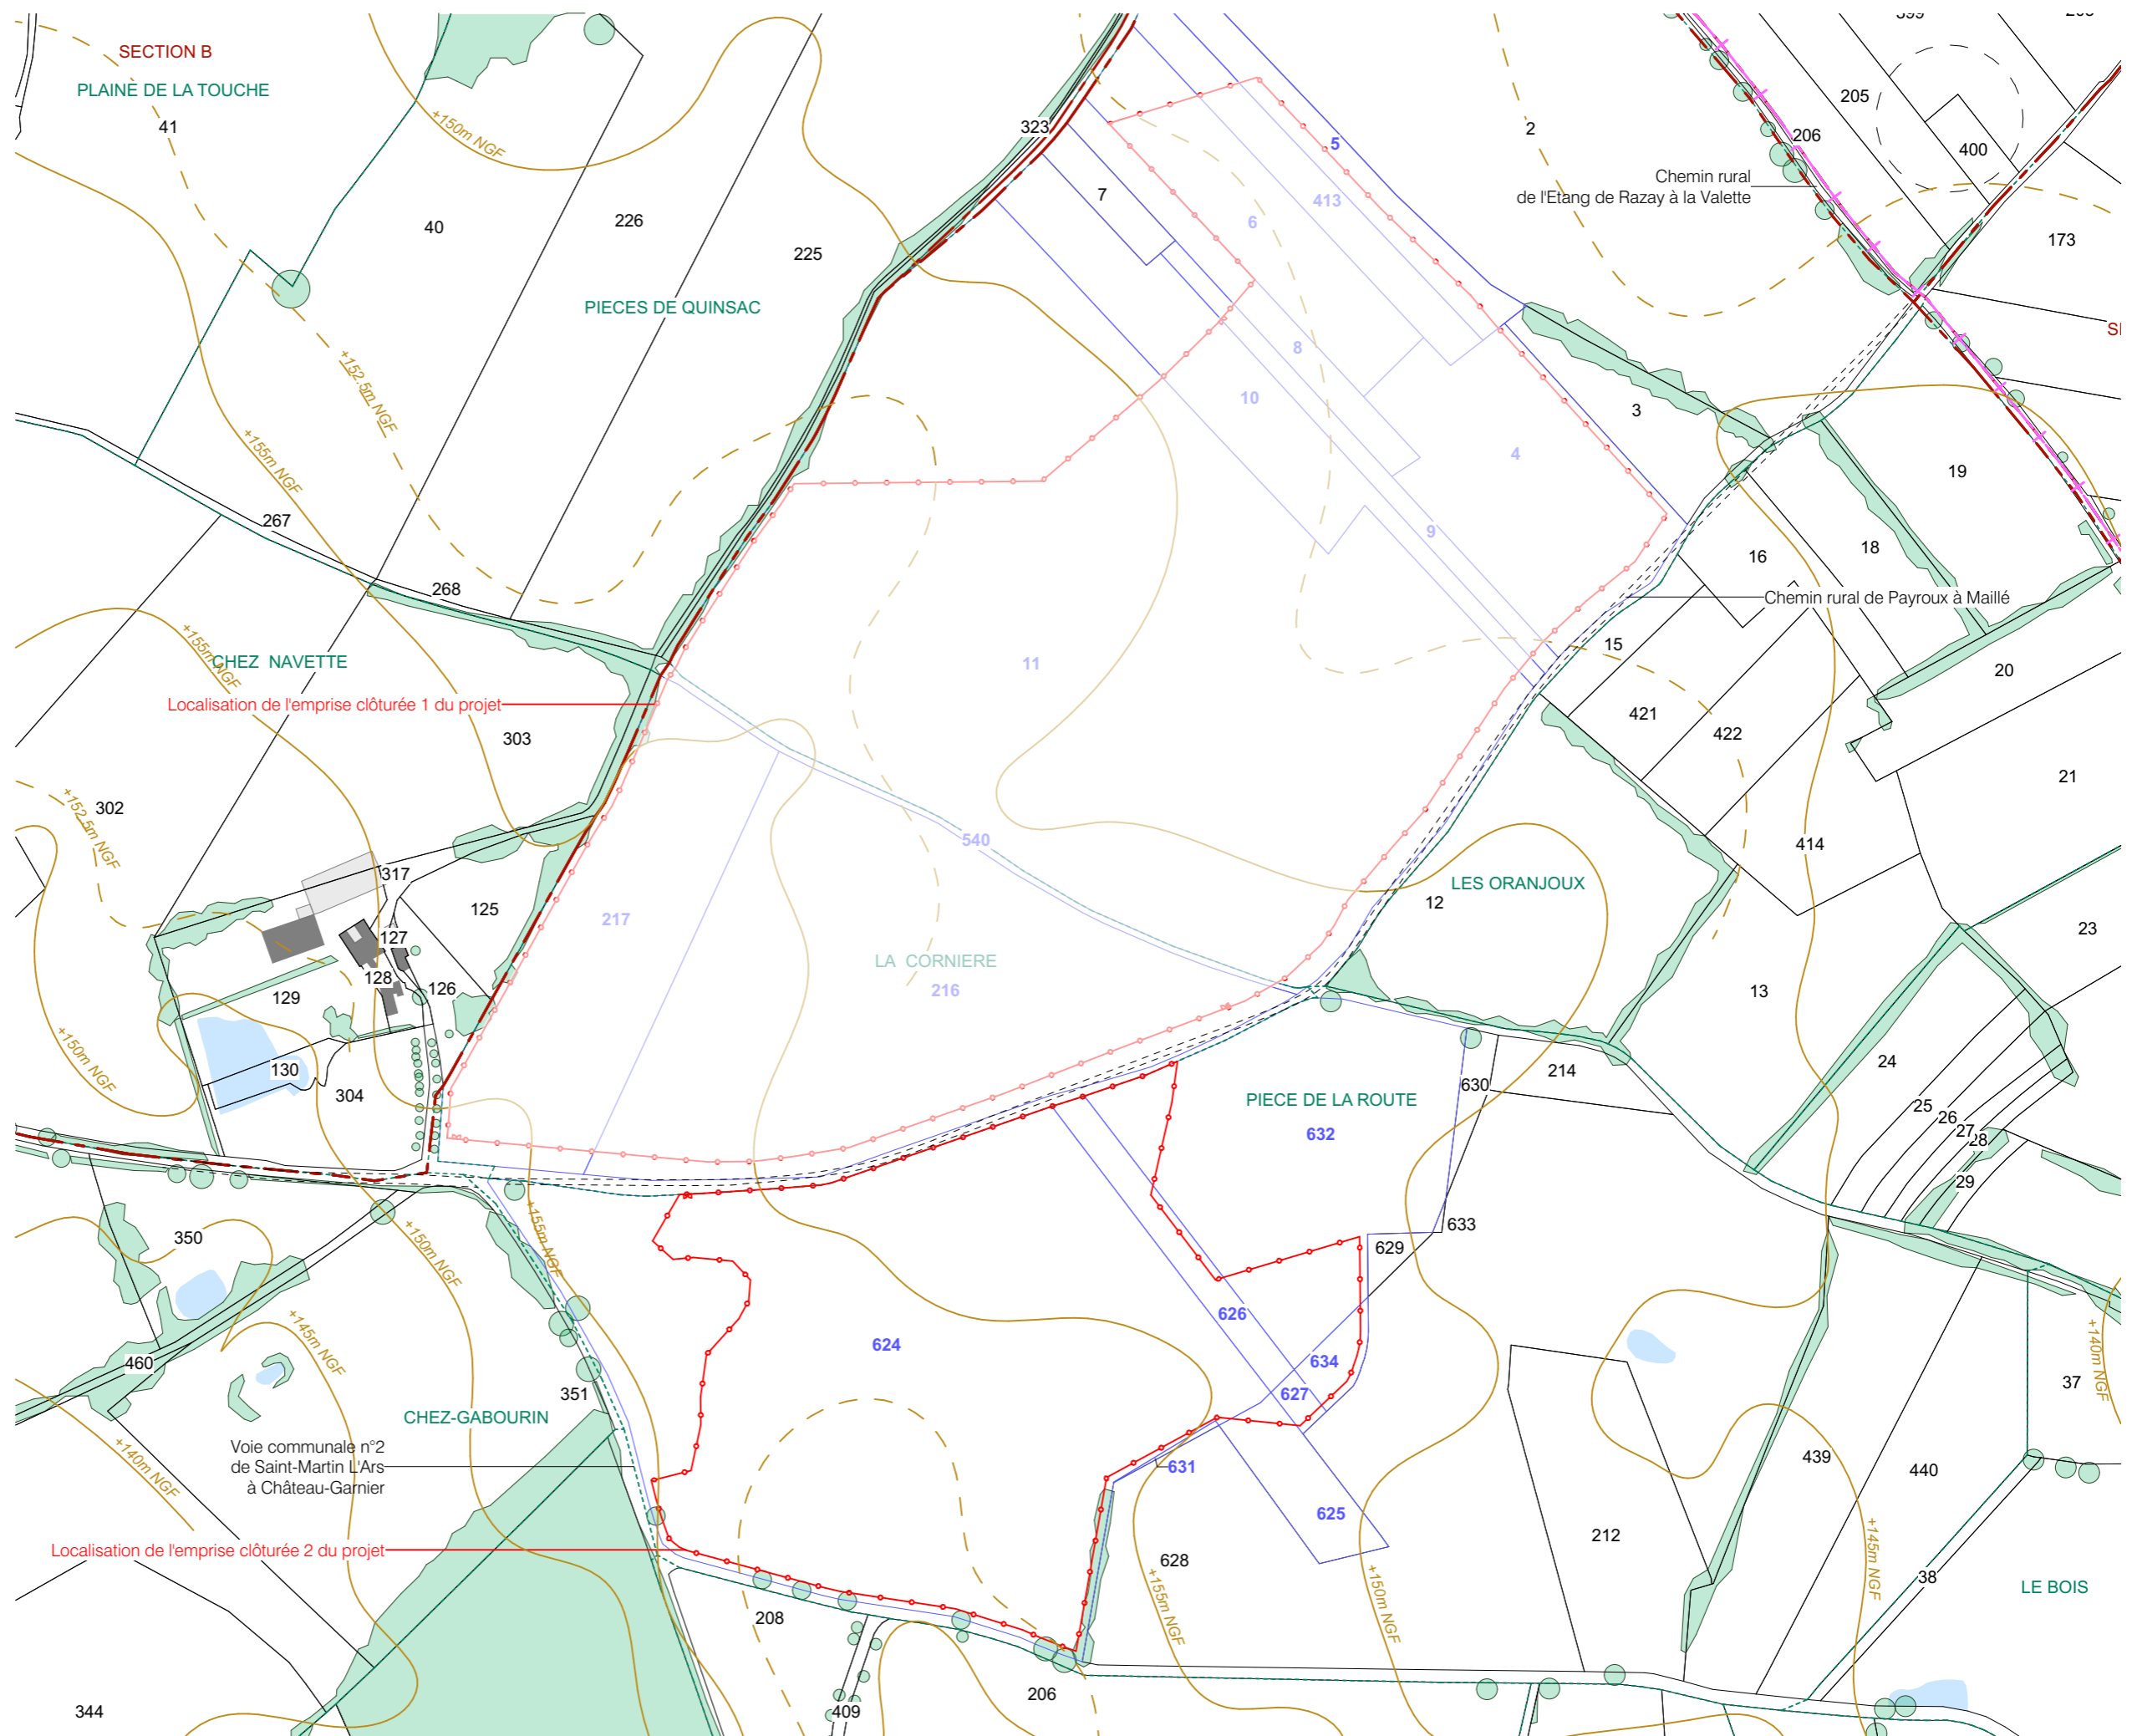 SECTION B
PLAINE DE LA TOUCHE
41
+150m NGF
323
5
2
399
205
206
400
Chemin rural
de l'Etang de Razay à la Valette
173
7
413
6
40
226
225
PIECES DE QUINSAC
+152.5m NGF
8
10
3
4
+155m NGF
19
267
9
16
18
268
Chemin rural de Payroux à Maillé
15
20
+155m NGF
CHEZ NAVETTE
11
Localisation de l'emprise clôturée 1 du projet
303
421
422
21
302
+152.5m NGF
540
414
317
LES ORANJOUX
125
217
12
127
23
LA CORNIERE
128
126
216
129
13
+150m NGF
24
130
304
630
214
PIECE DE LA ROUTE
632
25
26
27
28
29
350
+150m NGF
+155m NGF
633
629
626
+145m NGF
624
634
460
627
351
37
+140m NGF
CHEZ-GABOURIN
Voie communale n°2
de Saint-Martin L'Ars
à Château-Garnier
+140m NGF
631
439
440
625
212
Localisation de l'emprise clôturée 2 du projet
628
+155m NGF
+150m NGF
+145m NGF
38
LE BOIS
208
206
344
409